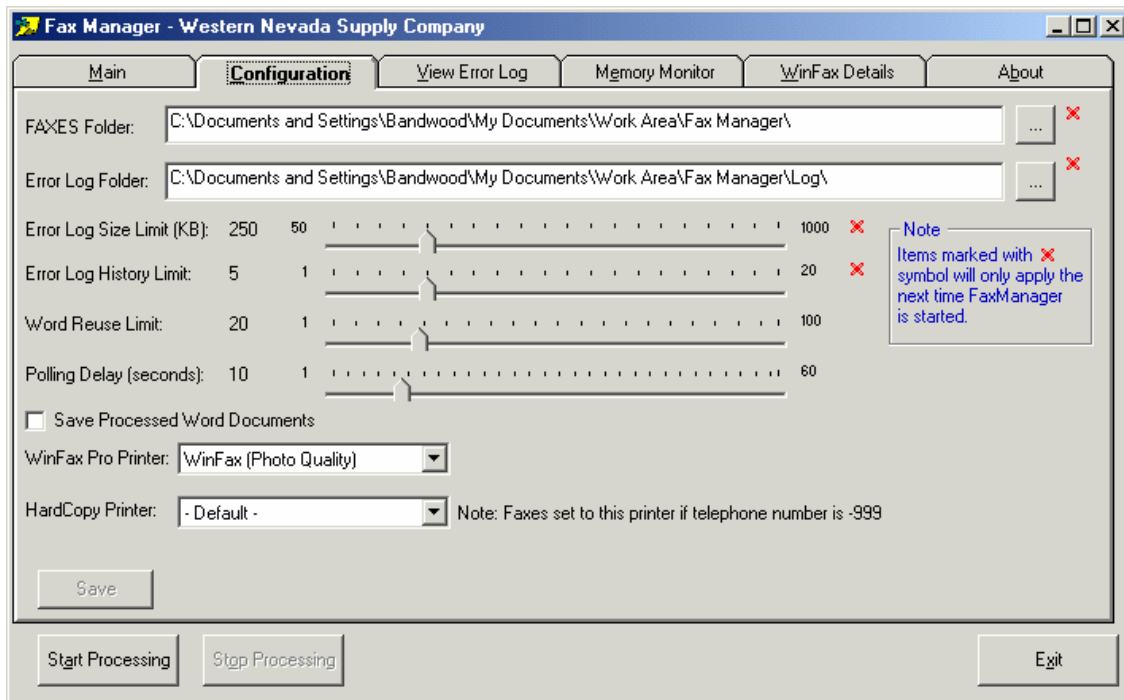 Fax Manager - Western Nevada Supply Company
Main Configuration View Error Log Memory Monitor WinFax Details About
FAXES Folder: C:\Documents and Settings\Bandwood\My Documents\Work Area\Fax Manager\ ...
Error Log Folder: C:\Documents and Settings\Bandwood\My Documents\Work Area\Fax Manager\Log\ ...
Error Log Size Limit (KB): 250 50 1000
Error Log History Limit: 5 1 20
Word Reuse Limit: 20 1 100
Polling Delay (seconds): 10 1 60
Note
Items marked with
symbol will only apply the
next time FaxManager
is started.
Save Processed Word Documents
WinFax Pro Printer: WinFax (Photo Quality)
HardCopy Printer: - Default - Note: Faxes set to this printer if telephone number is -999
Save
Start Processing Stop Processing Exit